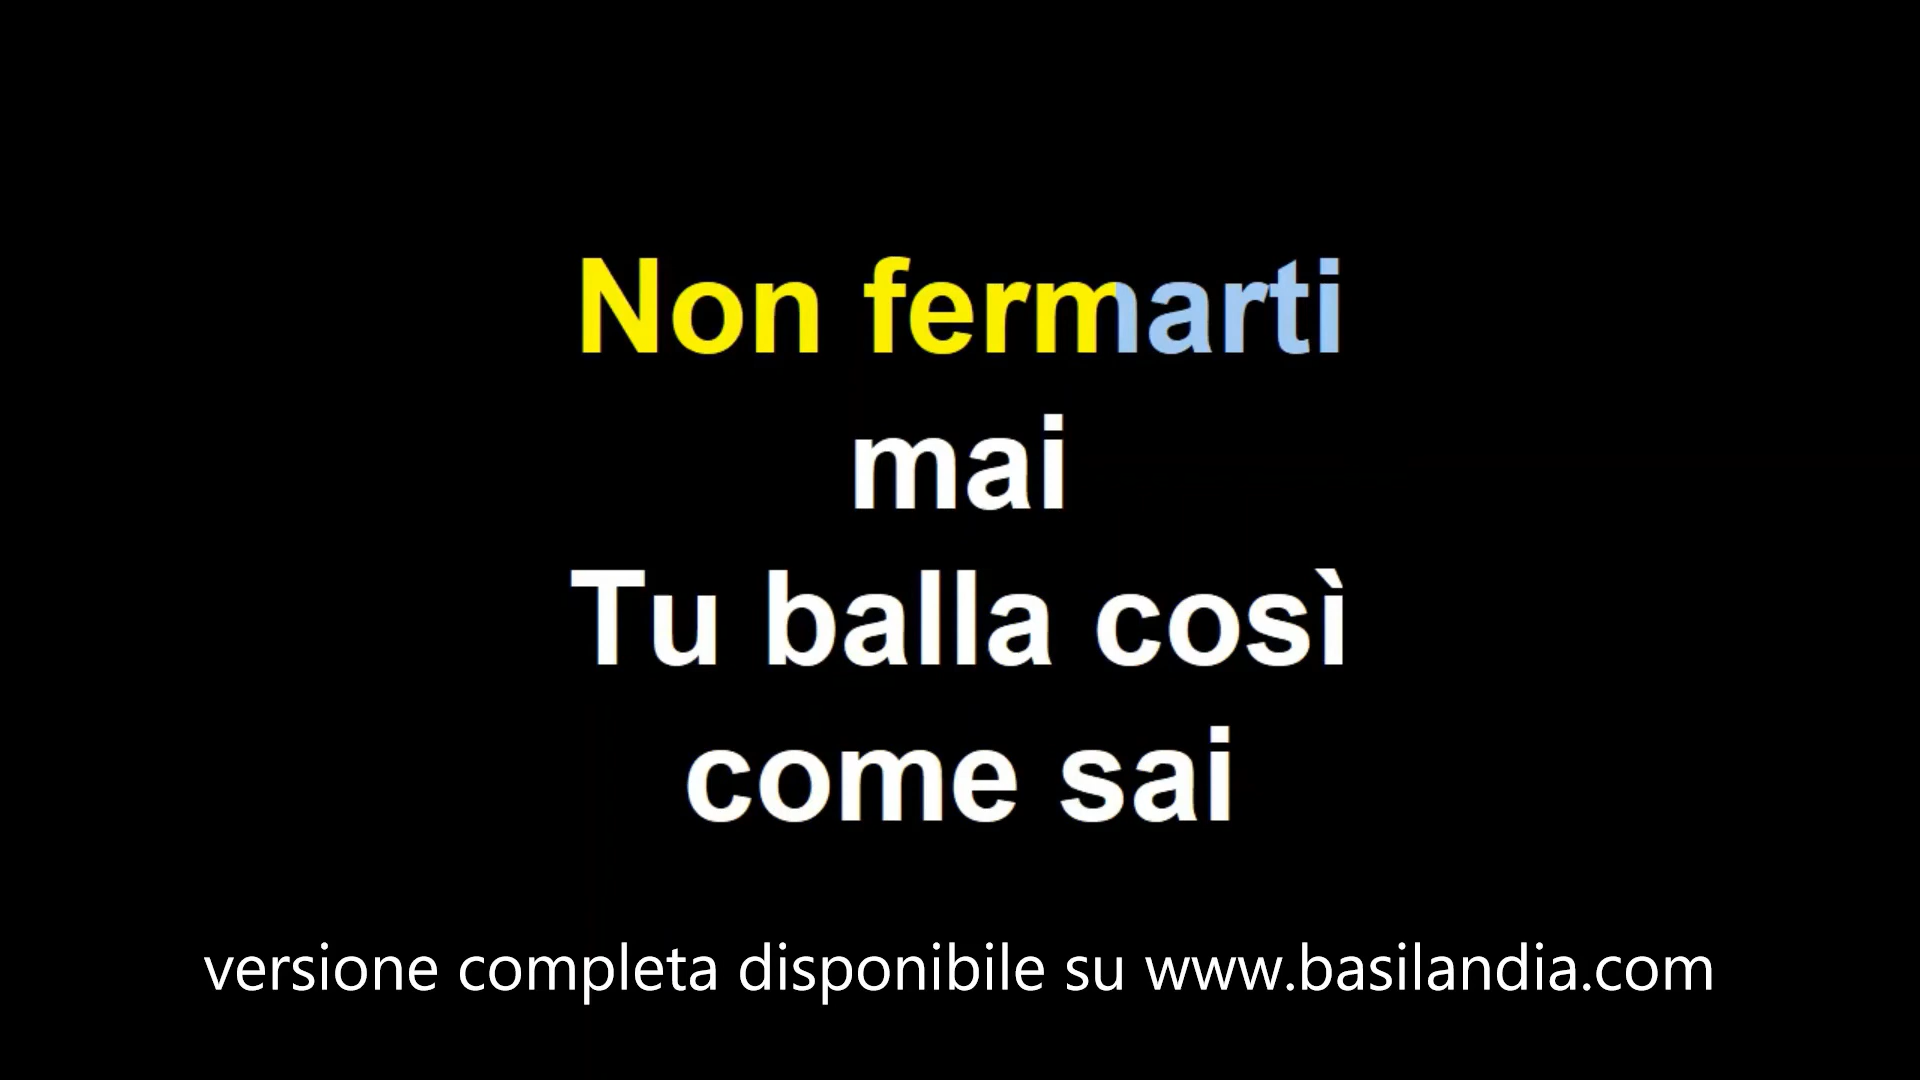 Non fermarti
mai
Tu balla così
come sai
versione completa disponibile su www.basilandia.com